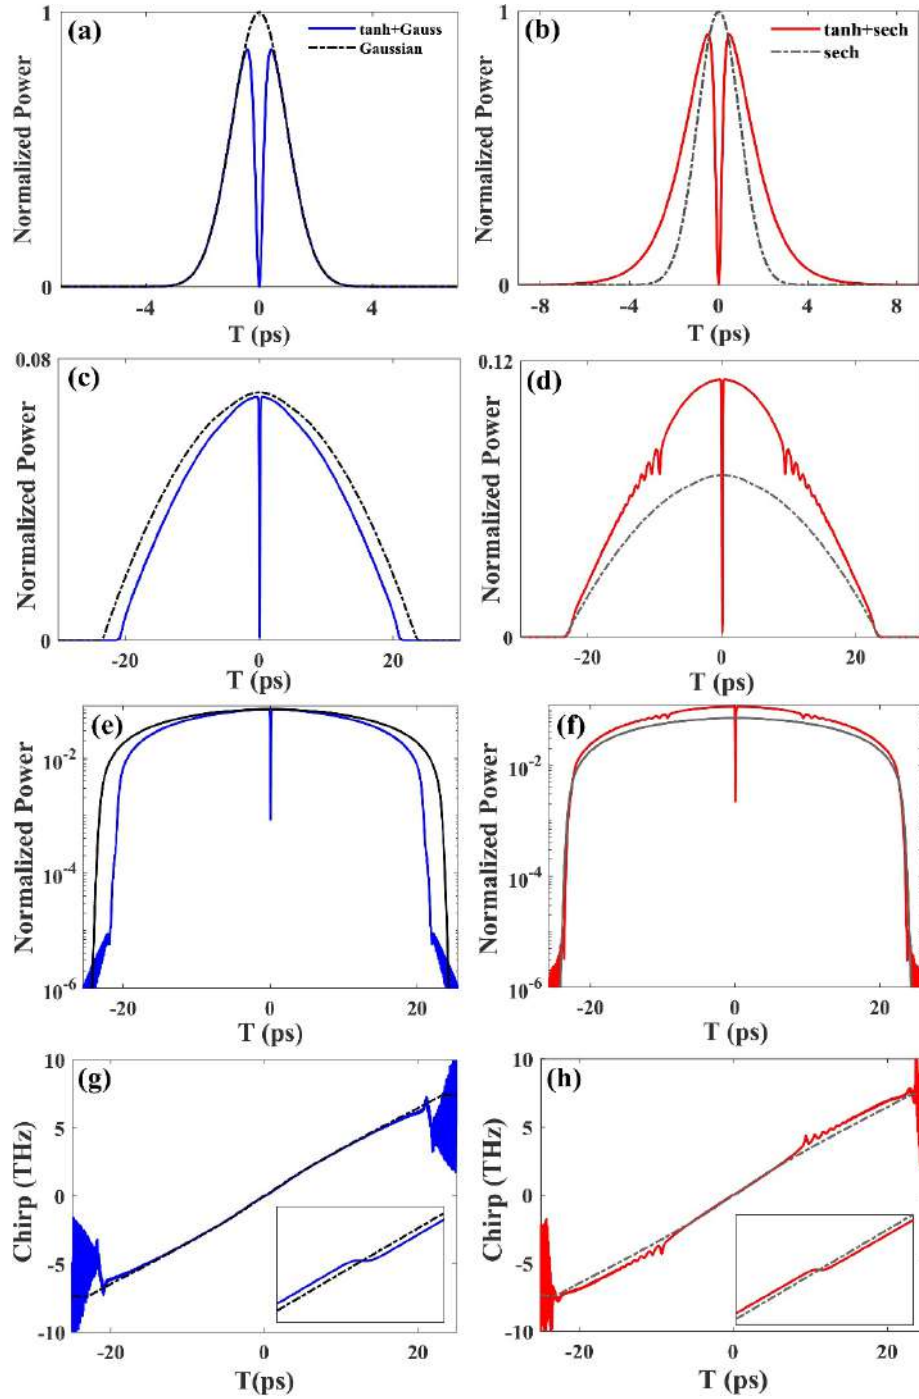 (a)
tanh+Gauss
Gaussian
1
Normalized Power
0
-4
0
4
T (ps)
(b)
tanh+sech
sech
1
Normalized Power
0
-8
-4
0
4
8
T (ps)
(c)
0.08
Normalized Power
0
-20
0
20
T (ps)
(d)
0.12
Normalized Power
0
-20
0
20
T (ps)
(e)
Normalized Power
10-2
10-4
10-6
-20
0
20
T (ps)
(f)
Normalized Power
10-2
10-4
10-6
-20
0
20
T (ps)
(g)
Chirp (THz)
10
5
0
-5
-10
-20
0
20
T(ps)
(h)
Chirp (THz)
10
5
0
-5
-10
-20
0
20
T (ps)